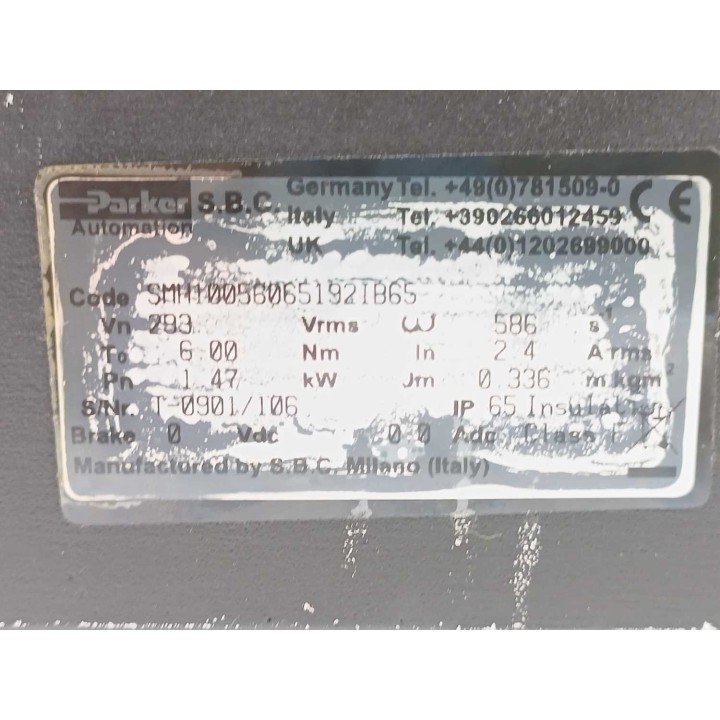 Parker S.B.C. Germany Tel. +49(0)781509-0 CE
Automation Italy Tel. +390266012459
UK Tel. +44(0)1202699000
Code SMH10056065192IB65
Vn 293 Vrms ω 586 s-1
To 6.00 Nm In 2.4 Arms
Pn 1.47 kW Jm 0.336 mkgm2
S/Nr. T-0901/106 IP 65 Insulation
Brake 0 Vdc 0.0 Adc Class F
Manufactured by S.B.C. Milano (Italy)